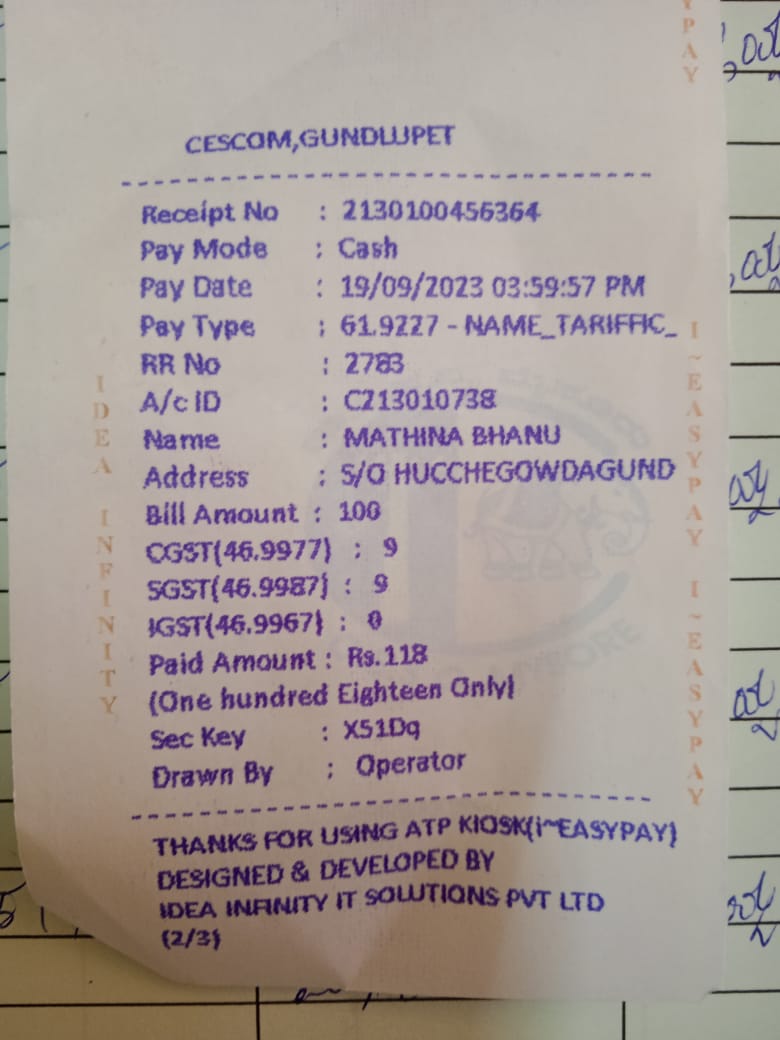 CESCOM,GUNDLUPET
Receipt No : 2130100456364
Pay Mode : Cash
Pay Date : 19/09/2023 03:59:57 PM
Pay Type : 61.9227 - NAME_TARIFFIC_
RR No : 2783
A/c ID : C213010738
Name : MATHINA BHANU
Address : S/O HUCCHEGOWDAGUND
Bill Amount : 100
CGST(46.9977) : 9
SGST(46.9987) : 9
IGST(46.9967) : 0
Paid Amount : Rs.118
(One hundred Eighteen Only)
Sec Key : X51Dq
Drawn By : Operator
THANKS FOR USING ATP KIOSK(i~EASYPAY)
DESIGNED & DEVELOPED BY
IDEA INFINITY IT SOLUTIONS PVT LTD
(2/3)
IDEA INFINITY
I~EASYPAY I~EASYPAY